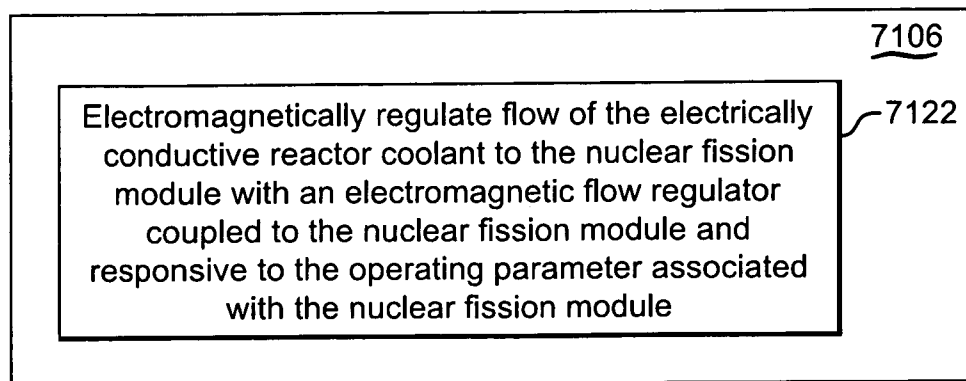 7106
Electromagnetically regulate flow of the electrically
conductive reactor coolant to the nuclear fission
module with an electromagnetic flow regulator
coupled to the nuclear fission module and
responsive to the operating parameter associated
with the nuclear fission module
7122